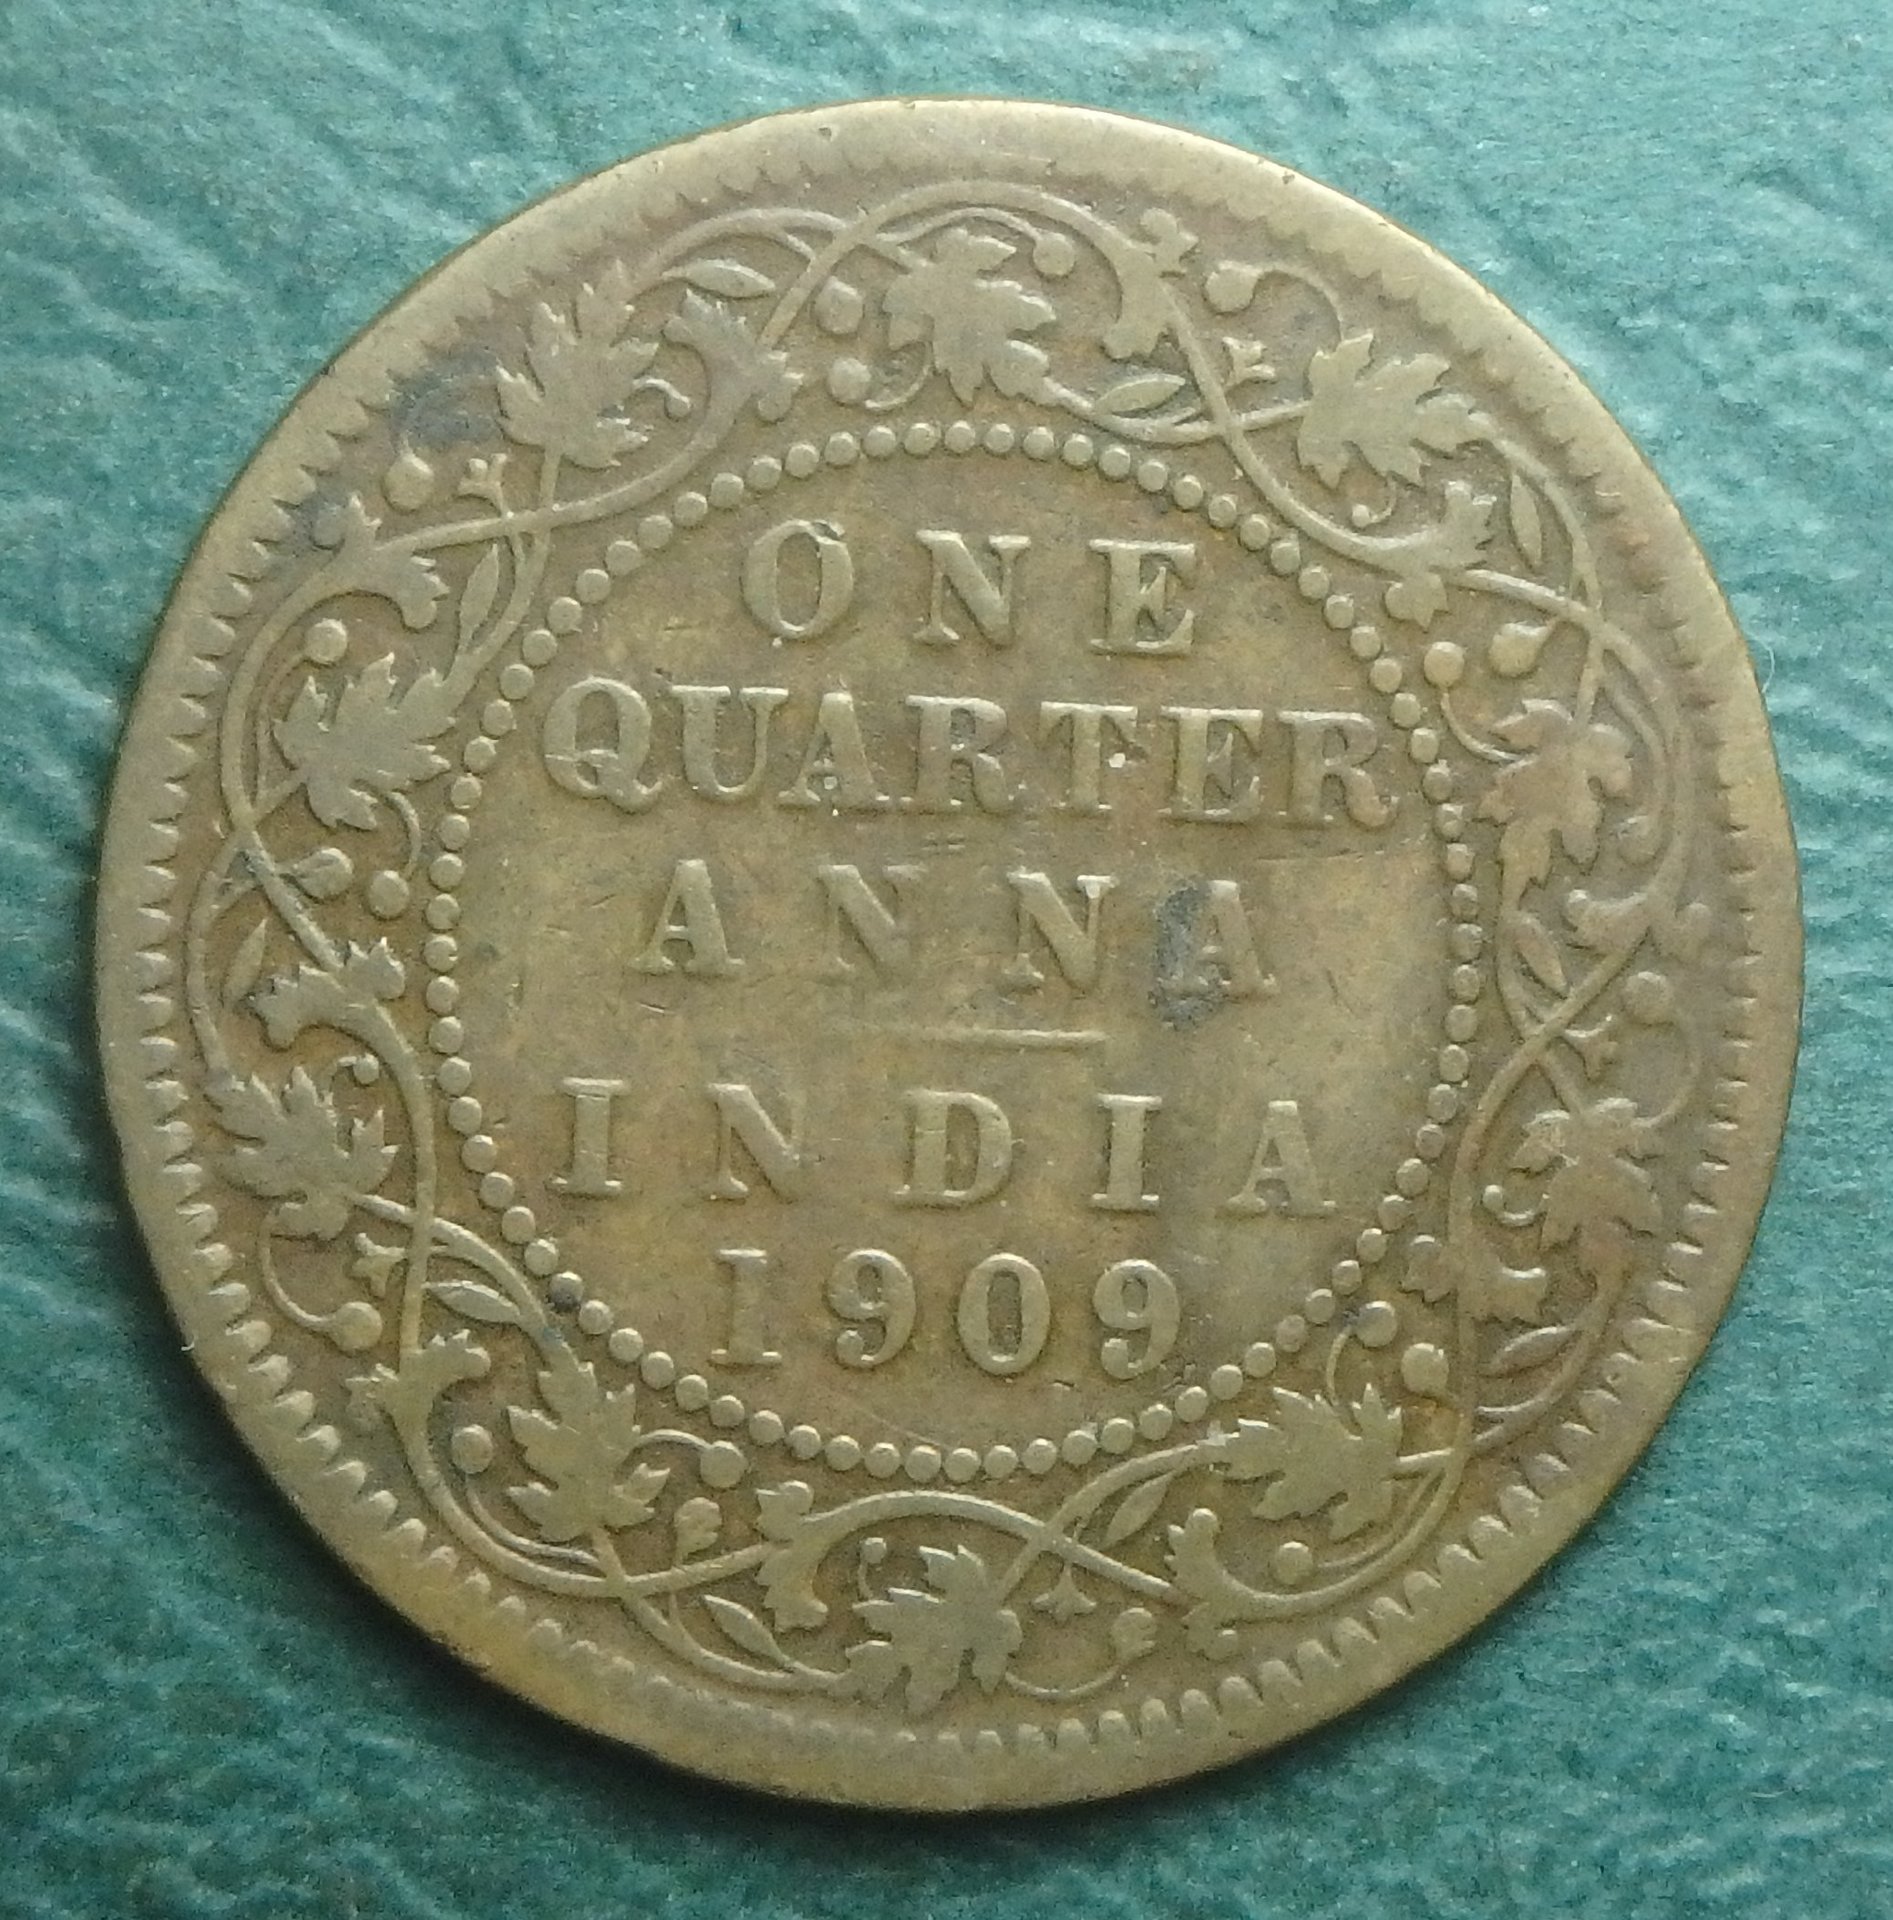 ONE
QUARTER
ANNA
INDIA
1909